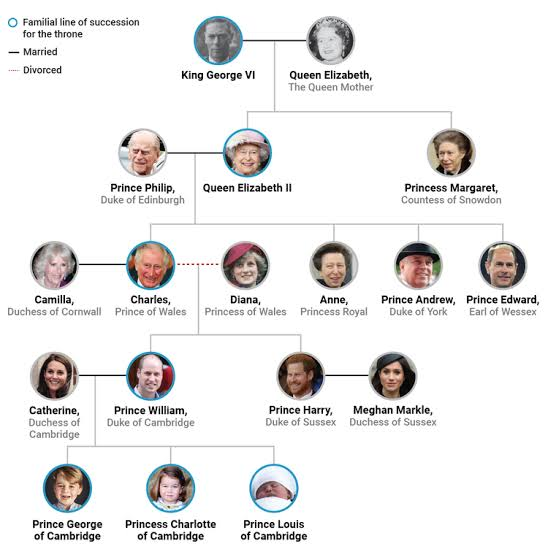 Familial line of succession
for the throne
Married
Divorced
King George VI
Queen Elizabeth,
The Queen Mother
Prince Philip,
Duke of Edinburgh
Queen Elizabeth II
Princess Margaret,
Countess of Snowdon
Camilla,
Duchess of Cornwall
Charles,
Prince of Wales
Diana,
Princess of Wales
Anne,
Princess Royal
Prince Andrew,
Duke of York
Prince Edward,
Earl of Wessex
Catherine,
Duchess of
Cambridge
Prince William,
Duke of Cambridge
Prince Harry,
Duke of Sussex
Meghan Markle,
Duchess of Sussex
Prince George
of Cambridge
Princess Charlotte
of Cambridge
Prince Louis
of Cambridge